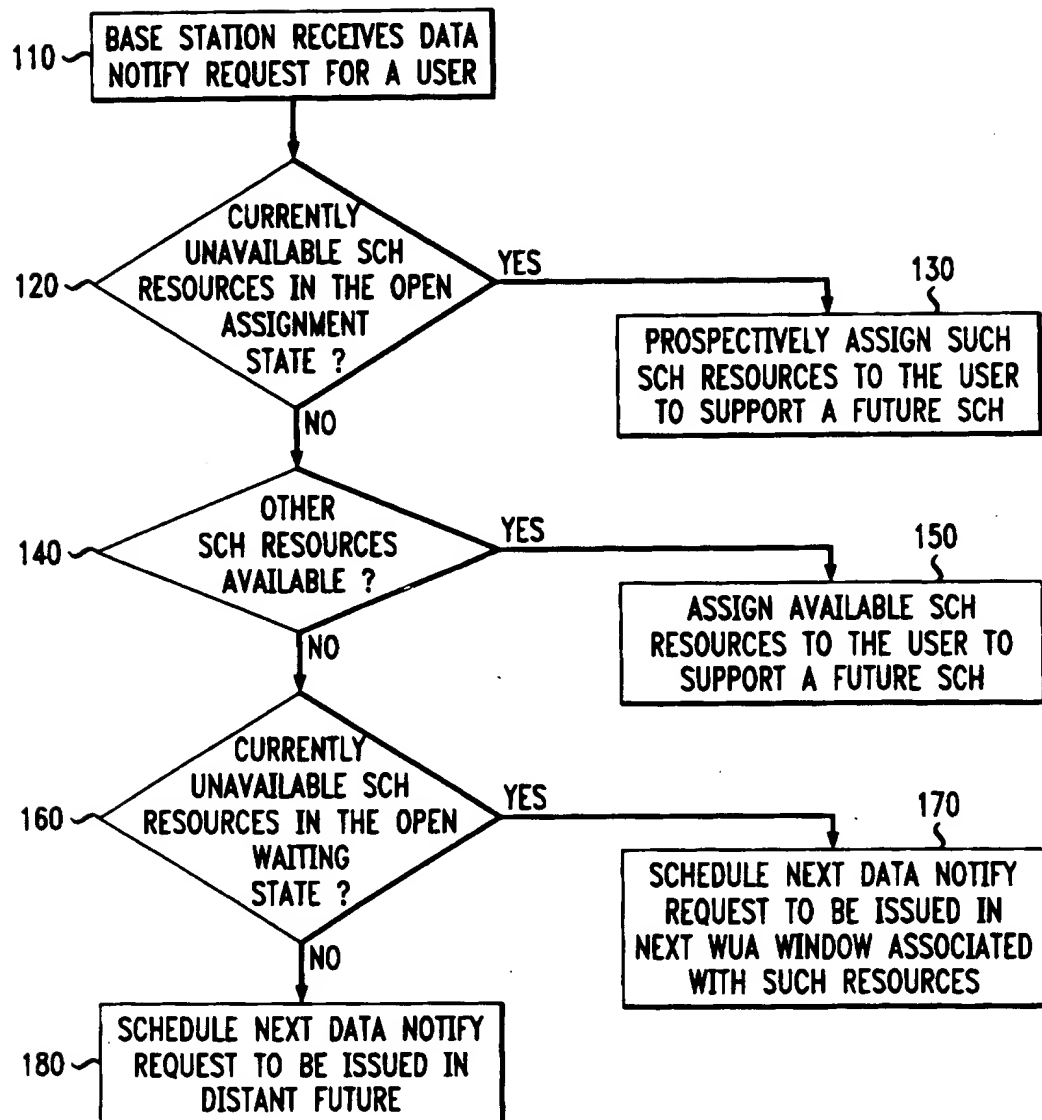 110
BASE STATION RECEIVES DATA
NOTIFY REQUEST FOR A USER
120
CURRENTLY
UNAVAILABLE SCH
RESOURCES IN THE OPEN
ASSIGNMENT
STATE ?
YES
130
PROSPECTIVELY ASSIGN SUCH
SCH RESOURCES TO THE USER
TO SUPPORT A FUTURE SCH
NO
140
OTHER
SCH RESOURCES
AVAILABLE ?
YES
150
ASSIGN AVAILABLE SCH
RESOURCES TO THE USER TO
SUPPORT A FUTURE SCH
NO
160
CURRENTLY
UNAVAILABLE SCH
RESOURCES IN THE OPEN
WAITING
STATE ?
YES
170
SCHEDULE NEXT DATA NOTIFY
REQUEST TO BE ISSUED IN
NEXT WUA WINDOW ASSOCIATED
WITH SUCH RESOURCES
NO
180
SCHEDULE NEXT DATA NOTIFY
REQUEST TO BE ISSUED IN
DISTANT FUTURE